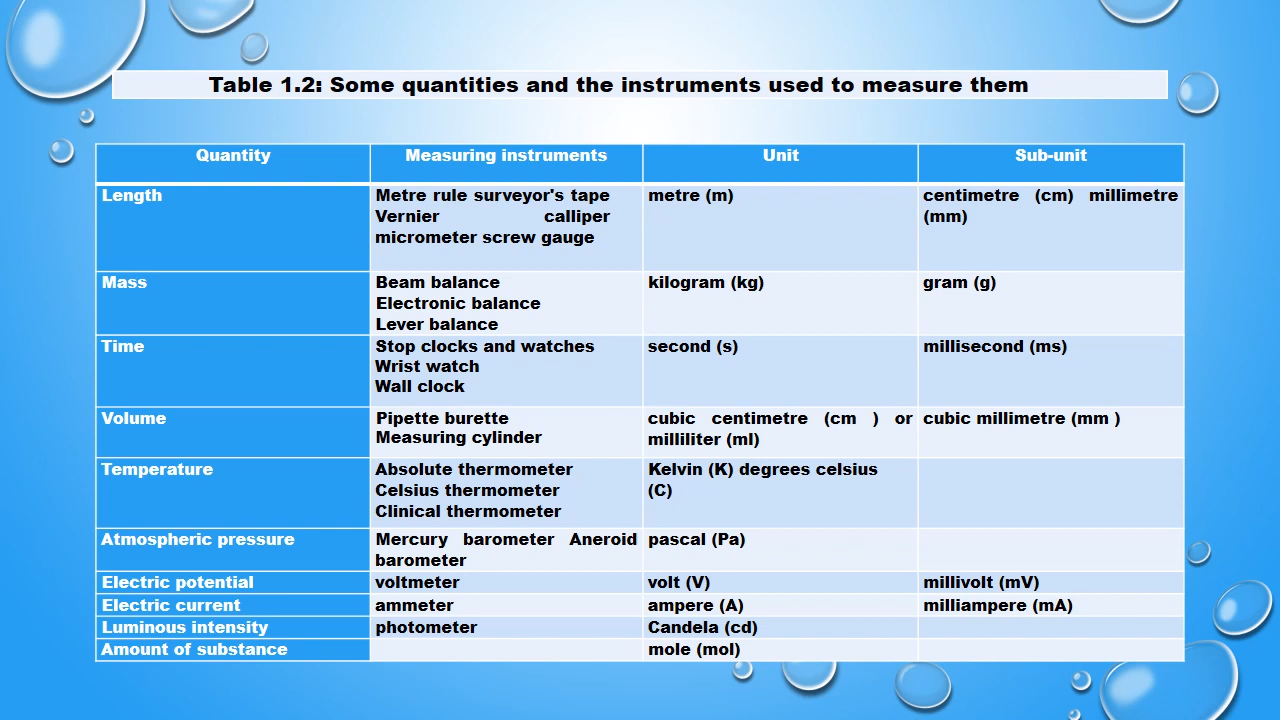 Table 1.2: Some quantities and the instruments used to measure them
Quantity Measuring instruments Unit Sub-unit
Length
Metre rule surveyor's tape
Vernier calliper
micrometer screw gauge
metre (m)
centimetre (cm) millimetre
(mm)
Mass
Beam balance
Electronic balance
Lever balance
kilogram (kg)
gram (g)
Time
Stop clocks and watches
Wrist watch
Wall clock
second (s)
millisecond (ms)
Volume
Pipette burette
Measuring cylinder
cubic centimetre (cm ) or
milliliter (ml)
cubic millimetre (mm )
Temperature
Absolute thermometer
Celsius thermometer
Clinical thermometer
Kelvin (K) degrees celsius
(C)
Atmospheric pressure
Mercury barometer Aneroid
barometer
pascal (Pa)
Electric potential voltmeter volt (V) millivolt (mV)
Electric current ammeter ampere (A) milliampere (mA)
Luminous intensity photometer Candela (cd)
Amount of substance mole (mol)